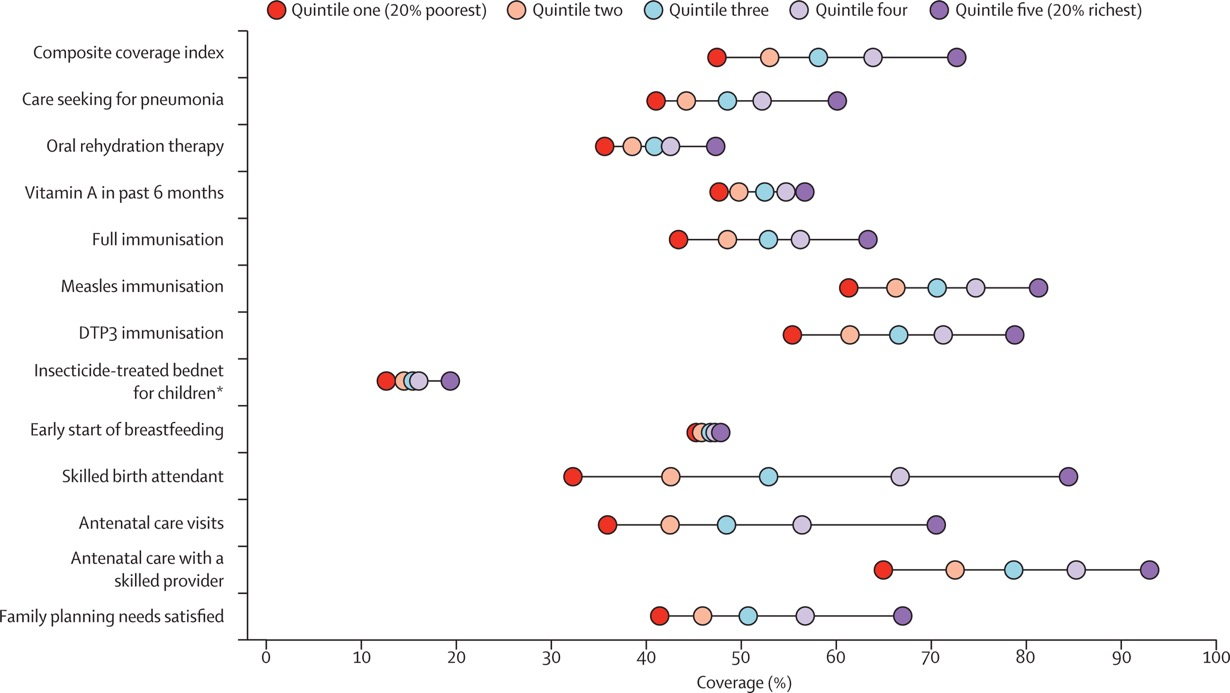 Quintile one (20% poorest) Quintile two Quintile three Quintile four Quintile five (20% richest)
Composite coverage index
Care seeking for pneumonia
Oral rehydration therapy
Vitamin A in past 6 months
Full immunisation
Measles immunisation
DTP3 immunisation
Insecticide-treated bednet
for children*
Early start of breastfeeding
Skilled birth attendant
Antenatal care visits
Antenatal care with a
skilled provider
Family planning needs satisfied
0 10 20 30 40 50 60 70 80 90 100
Coverage (%)